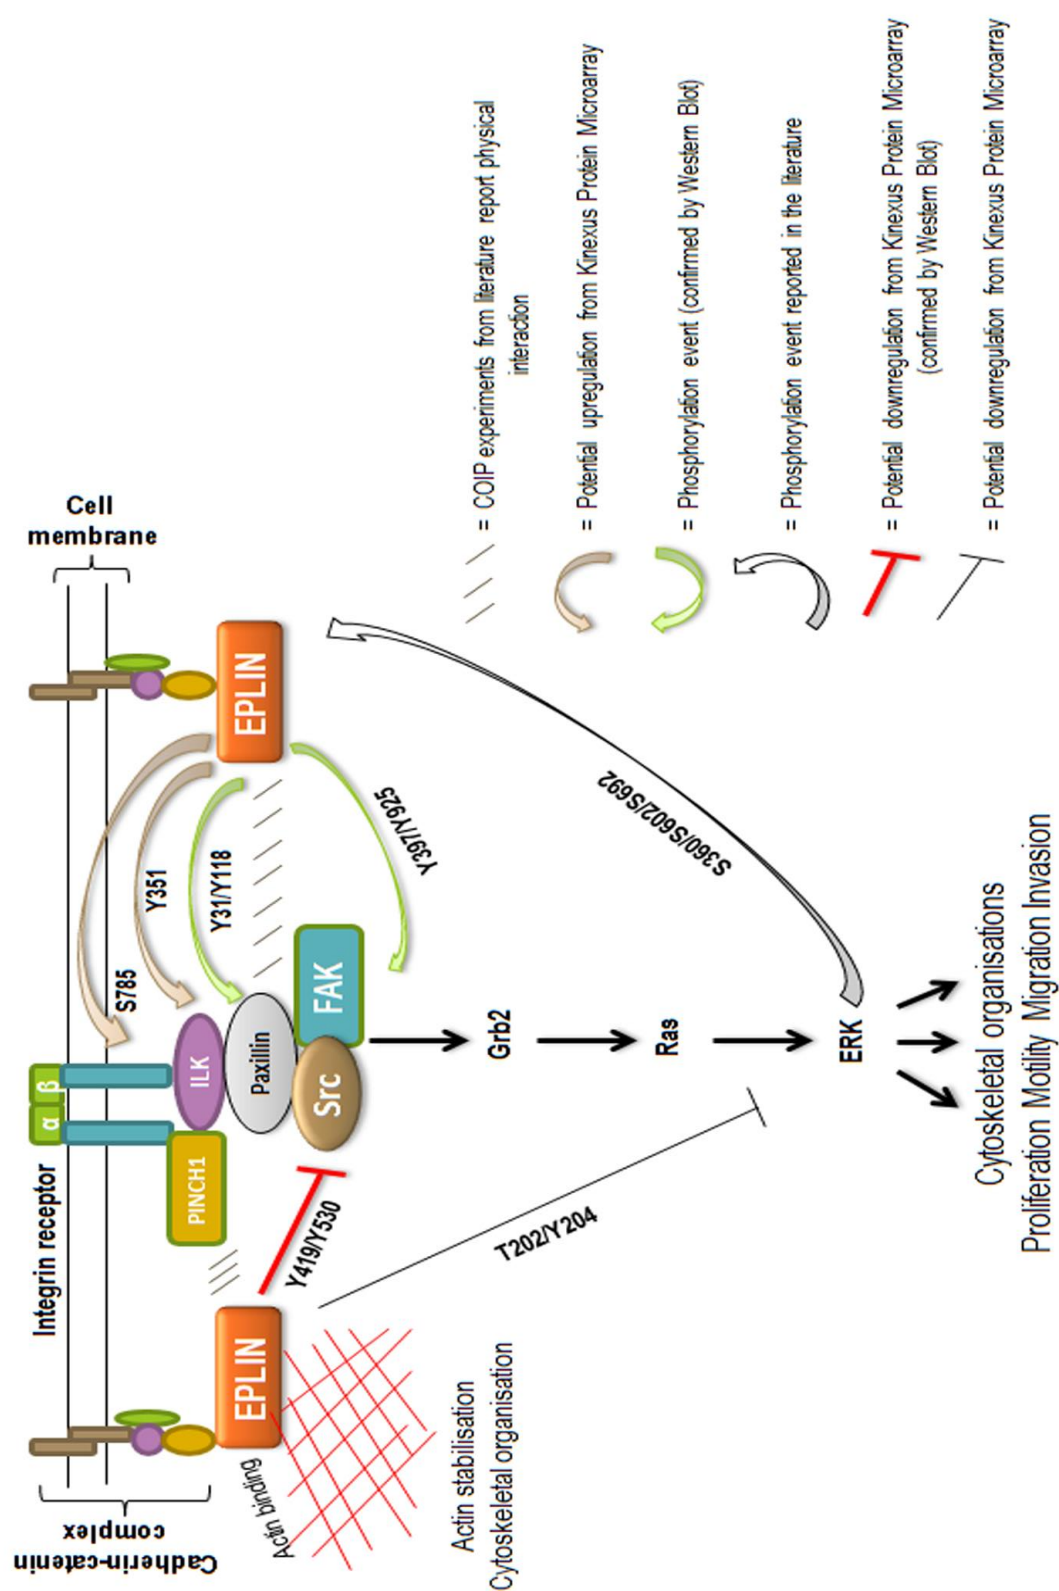 Cadherin-catenin
complex
Integrin receptor
Cell
membrane
α
β
S785
Y351
Y31/Y118
Y397/Y925
PINCH1
ILK
Paxillin
Src
FAK
EPLIN
EPLIN
Actin binding
Y419/Y530
T202/Y204
S360/S602/S692
Grb2
Ras
ERK
Actin stabilisation
Cytoskeletal organisation
Cytoskeletal organisations
Proliferation Motility Migration Invasion
= COIP experiments from literature report physical
interaction
= Potential upregulation from Kinexus Protein Microarray
= Phosphorylation event (confirmed by Western Blot)
= Phosphorylation event reported in the literature
= Potential downregulation from Kinexus Protein Microarray
(confirmed by Western Blot)
= Potential downregulation from Kinexus Protein Microarray